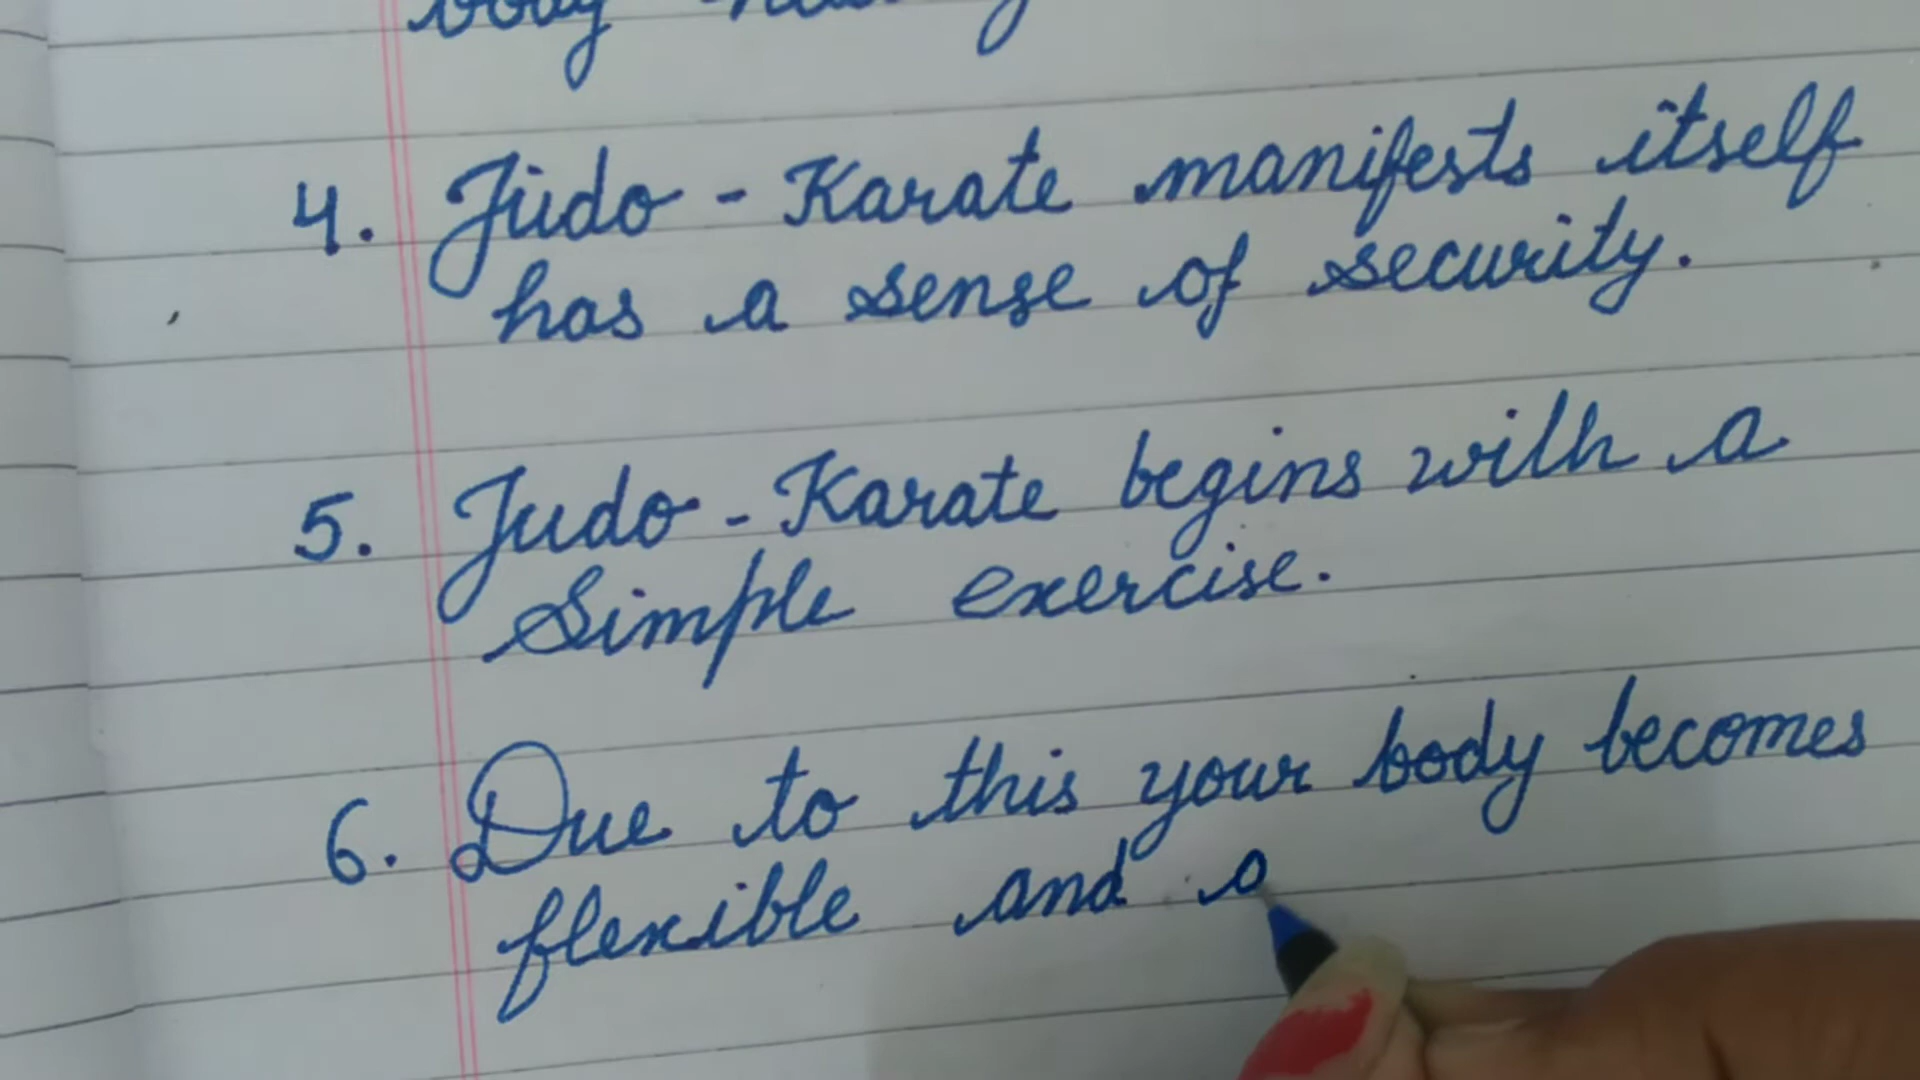 body
4. Judo - Karate manifests itself
has a sense of security.
5. Judo - Karate begins with a
Simple exercise.
6. Due to this your body becomes
flexible and a